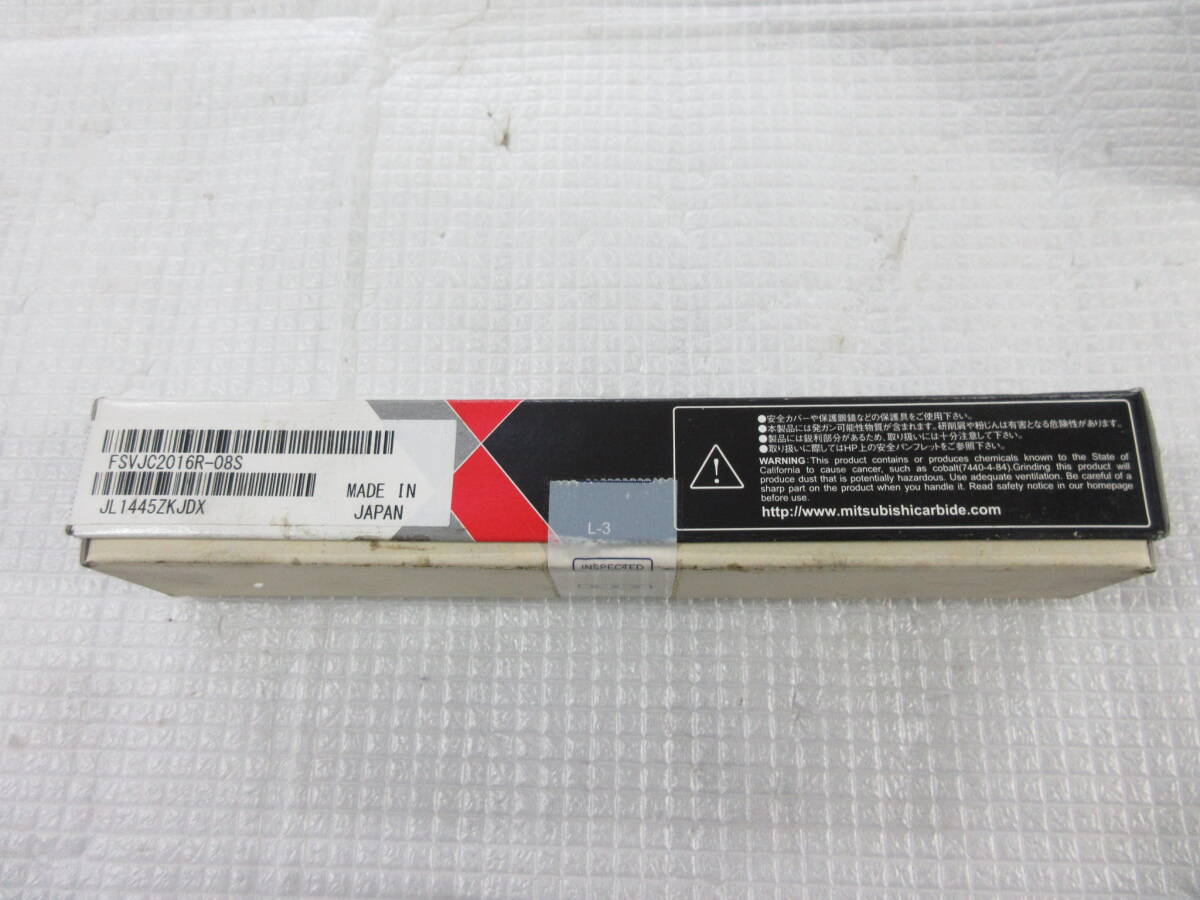 FSVJC2016R-08S
JL1445ZKJDX
MADE IN
JAPAN
L-3
INSPECTED
●安全カバーや保護眼鏡などの保護具をご使用下さい。
●本製品には発ガン可能性物質が含まれます。研削屑や粉じんは有害となる危険性があります。
●製品には鋭利部分があるため、取り扱いには十分注意して下さい。
●取り扱いに際してはHP上の安全パンフレットをご参照下さい。
WARNING:This product contains or produces chemicals known to the State of
California to cause cancer, such as cobalt(7440-4-84).Grinding this product will
produce dust that is potentially hazardous. Use adequate ventilation. Be careful of a
sharp part on the product when you handle it. Read safety notice in our homepage
before use.
http://www.mitsubishicarbide.com